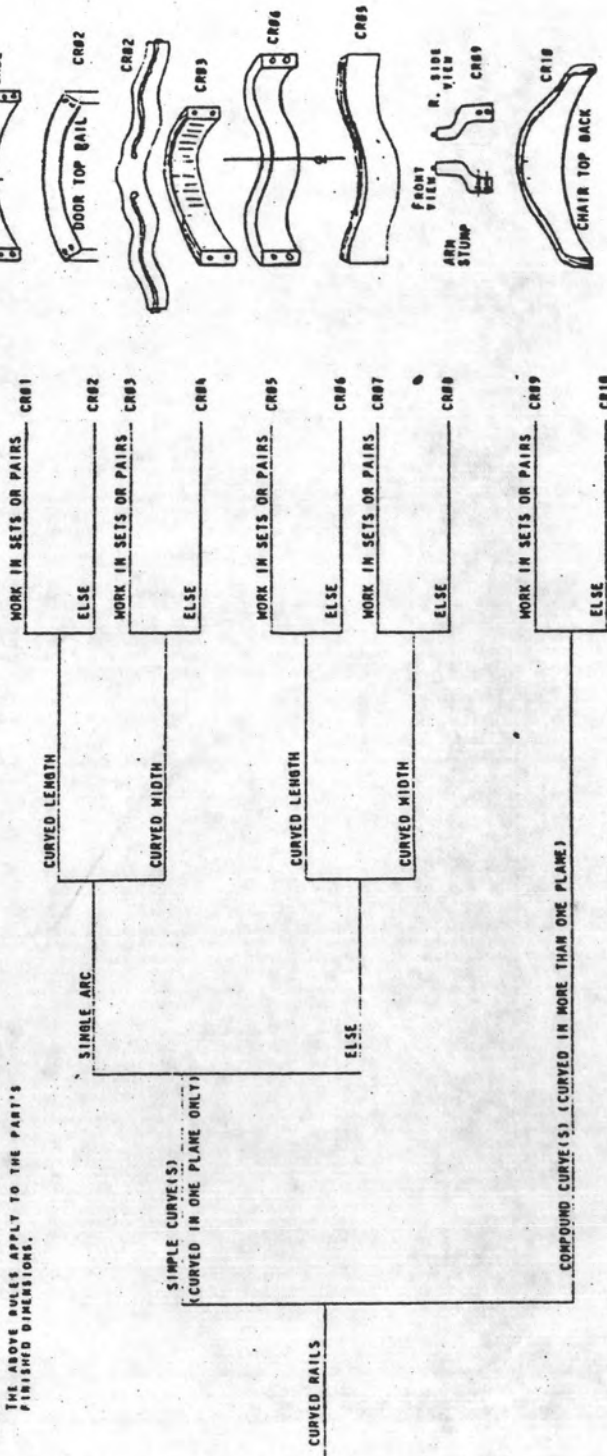 THE ABOVE RULES APPLY TO THE PART'S
FINISHED DIMENSIONS.
CURVED RAILS
SIMPLE CURVE(S)
(CURVED IN ONE PLANE ONLY)
SINGLE ARC
CURVED LENGTH
WORK IN SETS OR PAIRS CR01
ELSE CR02
CURVED WIDTH
WORK IN SETS OR PAIRS CR03
ELSE CR04
ELSE
CURVED LENGTH
WORK IN SETS OR PAIRS CR05
ELSE CR06
CURVED WIDTH
WORK IN SETS OR PAIRS CR07
ELSE CR08
COMPOUND CURVE(S) (CURVED IN MORE THAN ONE PLANE)
WORK IN SETS OR PAIRS CR09
ELSE CR10
DOOR TOP RAIL
CR02
CR02
CR03
CR06
CR05
FRONT
VIEW
R. SIDE
VIEW
ARM
STUMP
CR09
CR10
CHAIR TOP BACK